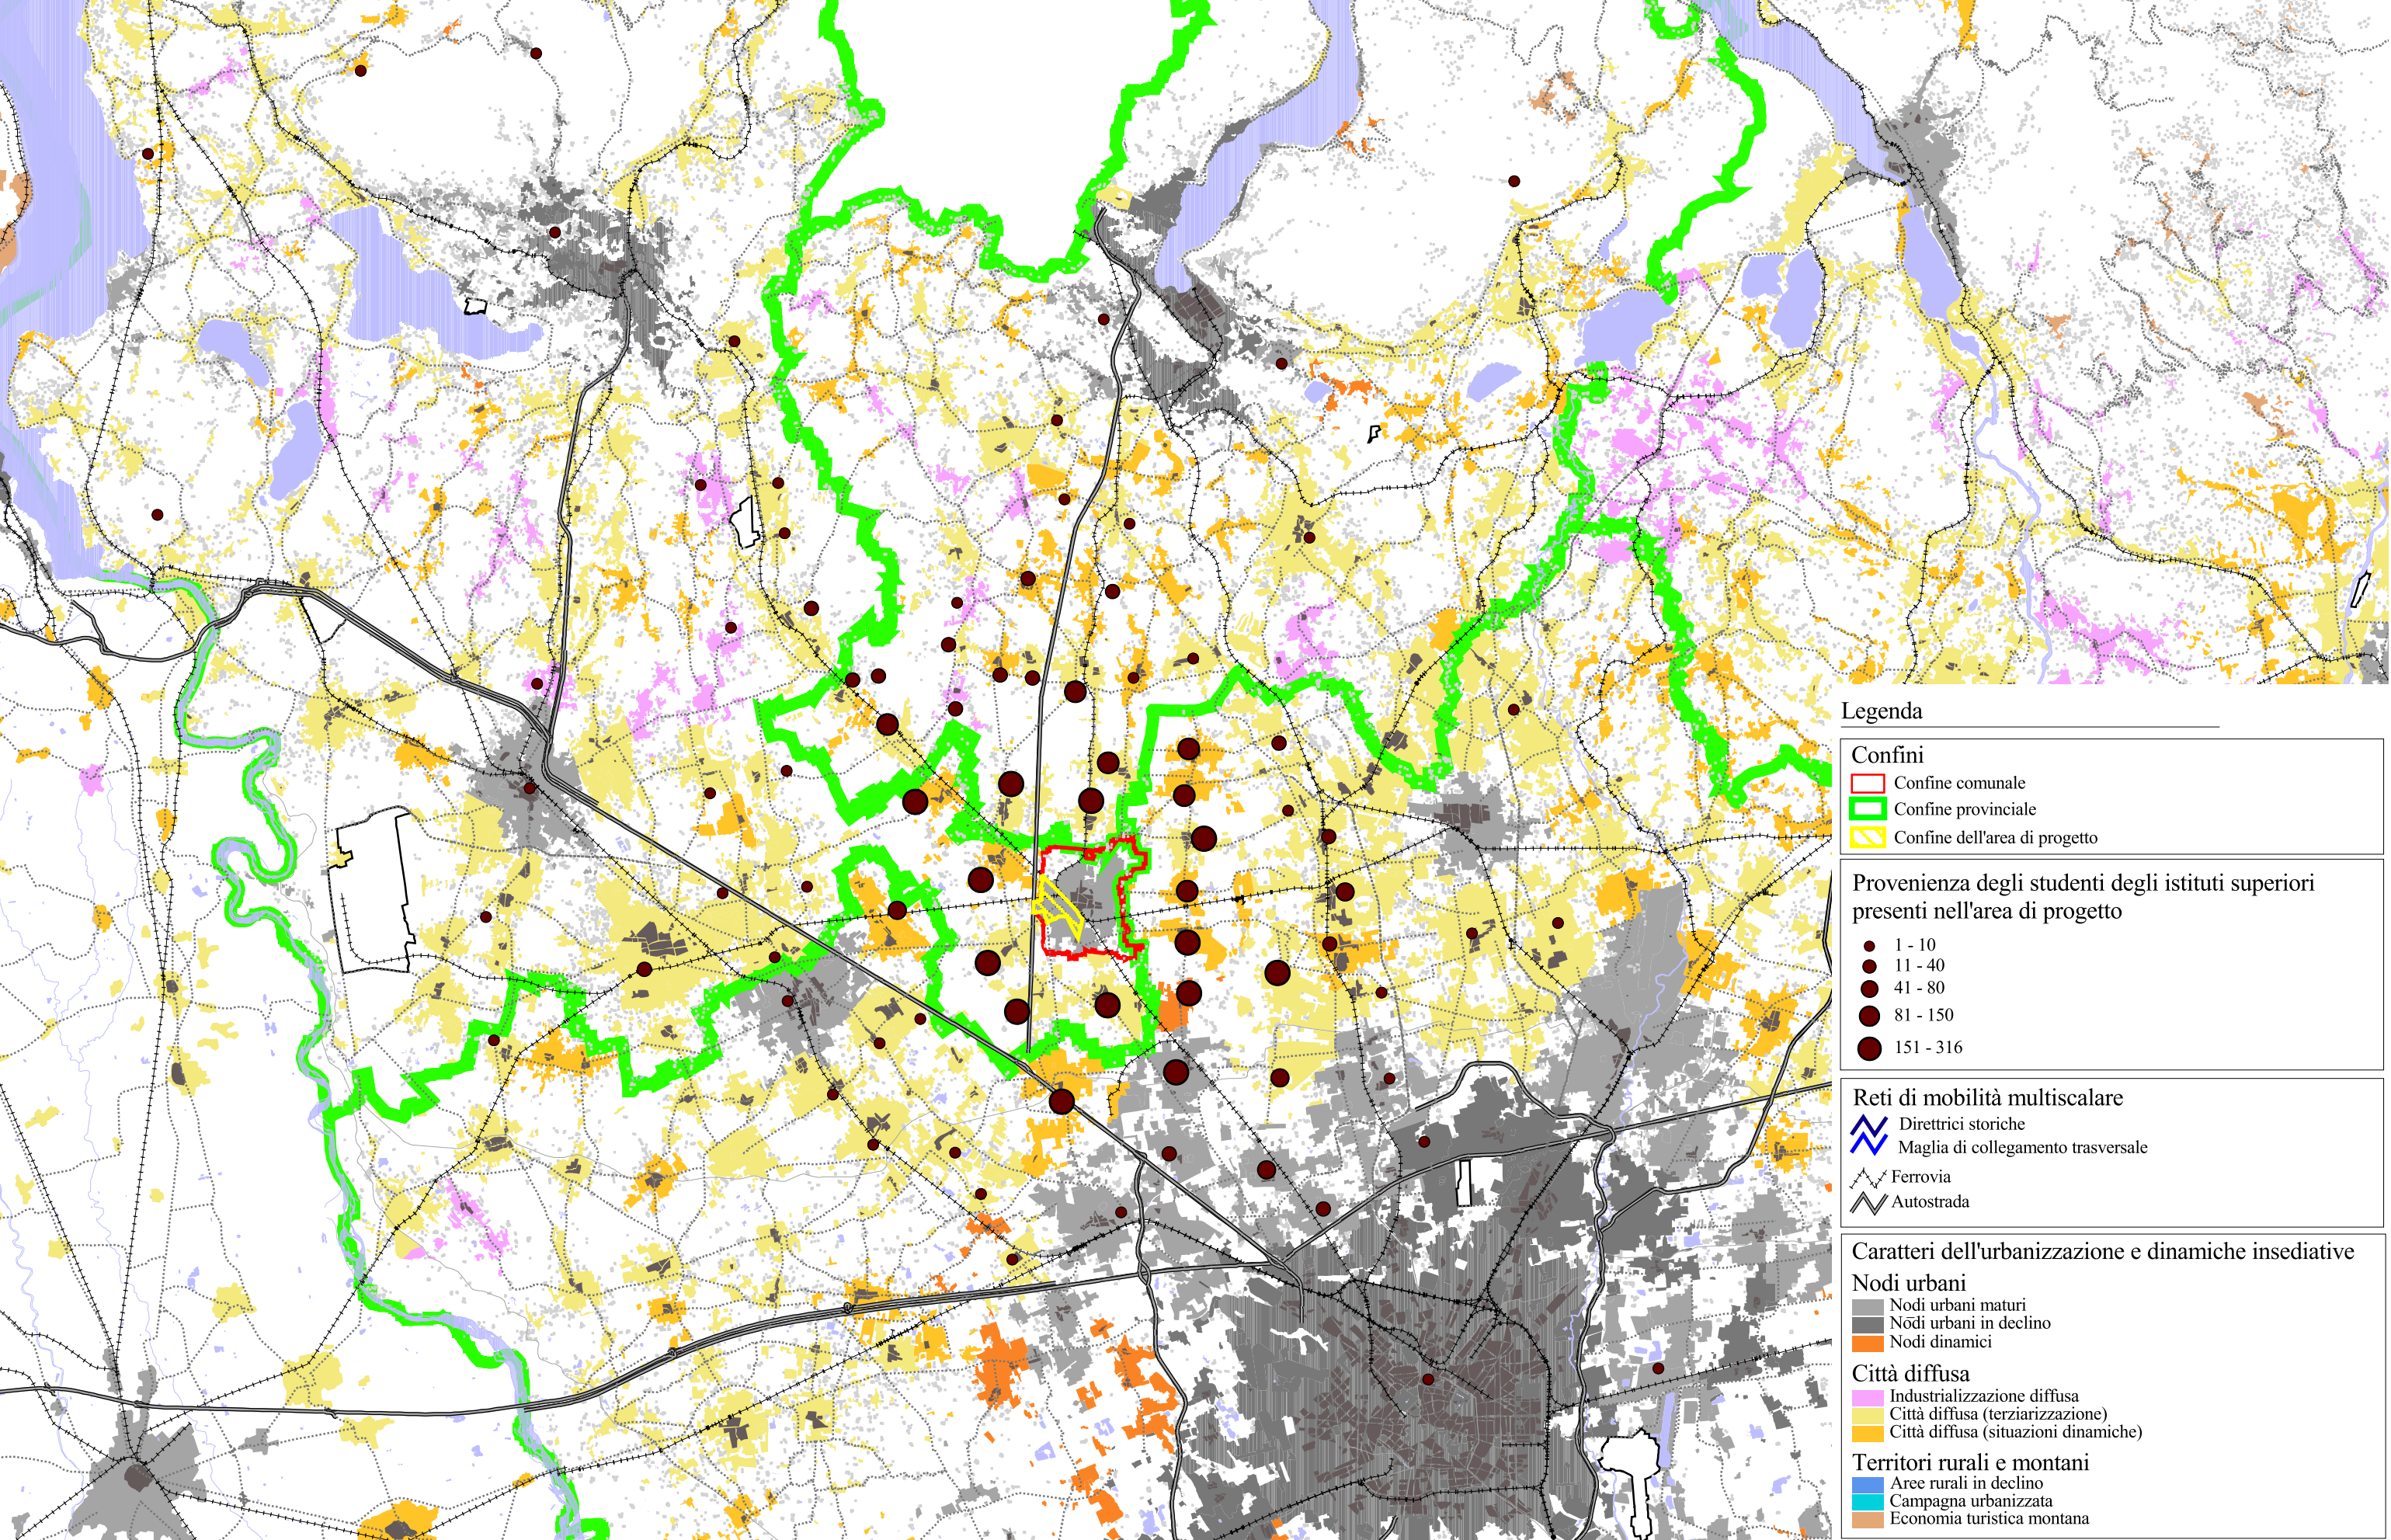 Legenda
Confini
Confine comunale
Confine provinciale
Confine dell'area di progetto
Provenienza degli studenti degli istituti superiori
presenti nell'area di progetto
1 - 10
11 - 40
41 - 80
81 - 150
151 - 316
Reti di mobilità multiscalare
Direttrici storiche
Maglia di collegamento trasversale
Ferrovia
Autostrada
Caratteri dell'urbanizzazione e dinamiche insediative
Nodi urbani
Nodi urbani maturi
Nodi urbani in declino
Nodi dinamici
Città diffusa
Industrializzazione diffusa
Città diffusa (terziarizzazione)
Città diffusa (situazioni dinamiche)
Territori rurali e montani
Aree rurali in declino
Campagna urbanizzata
Economia turistica montana